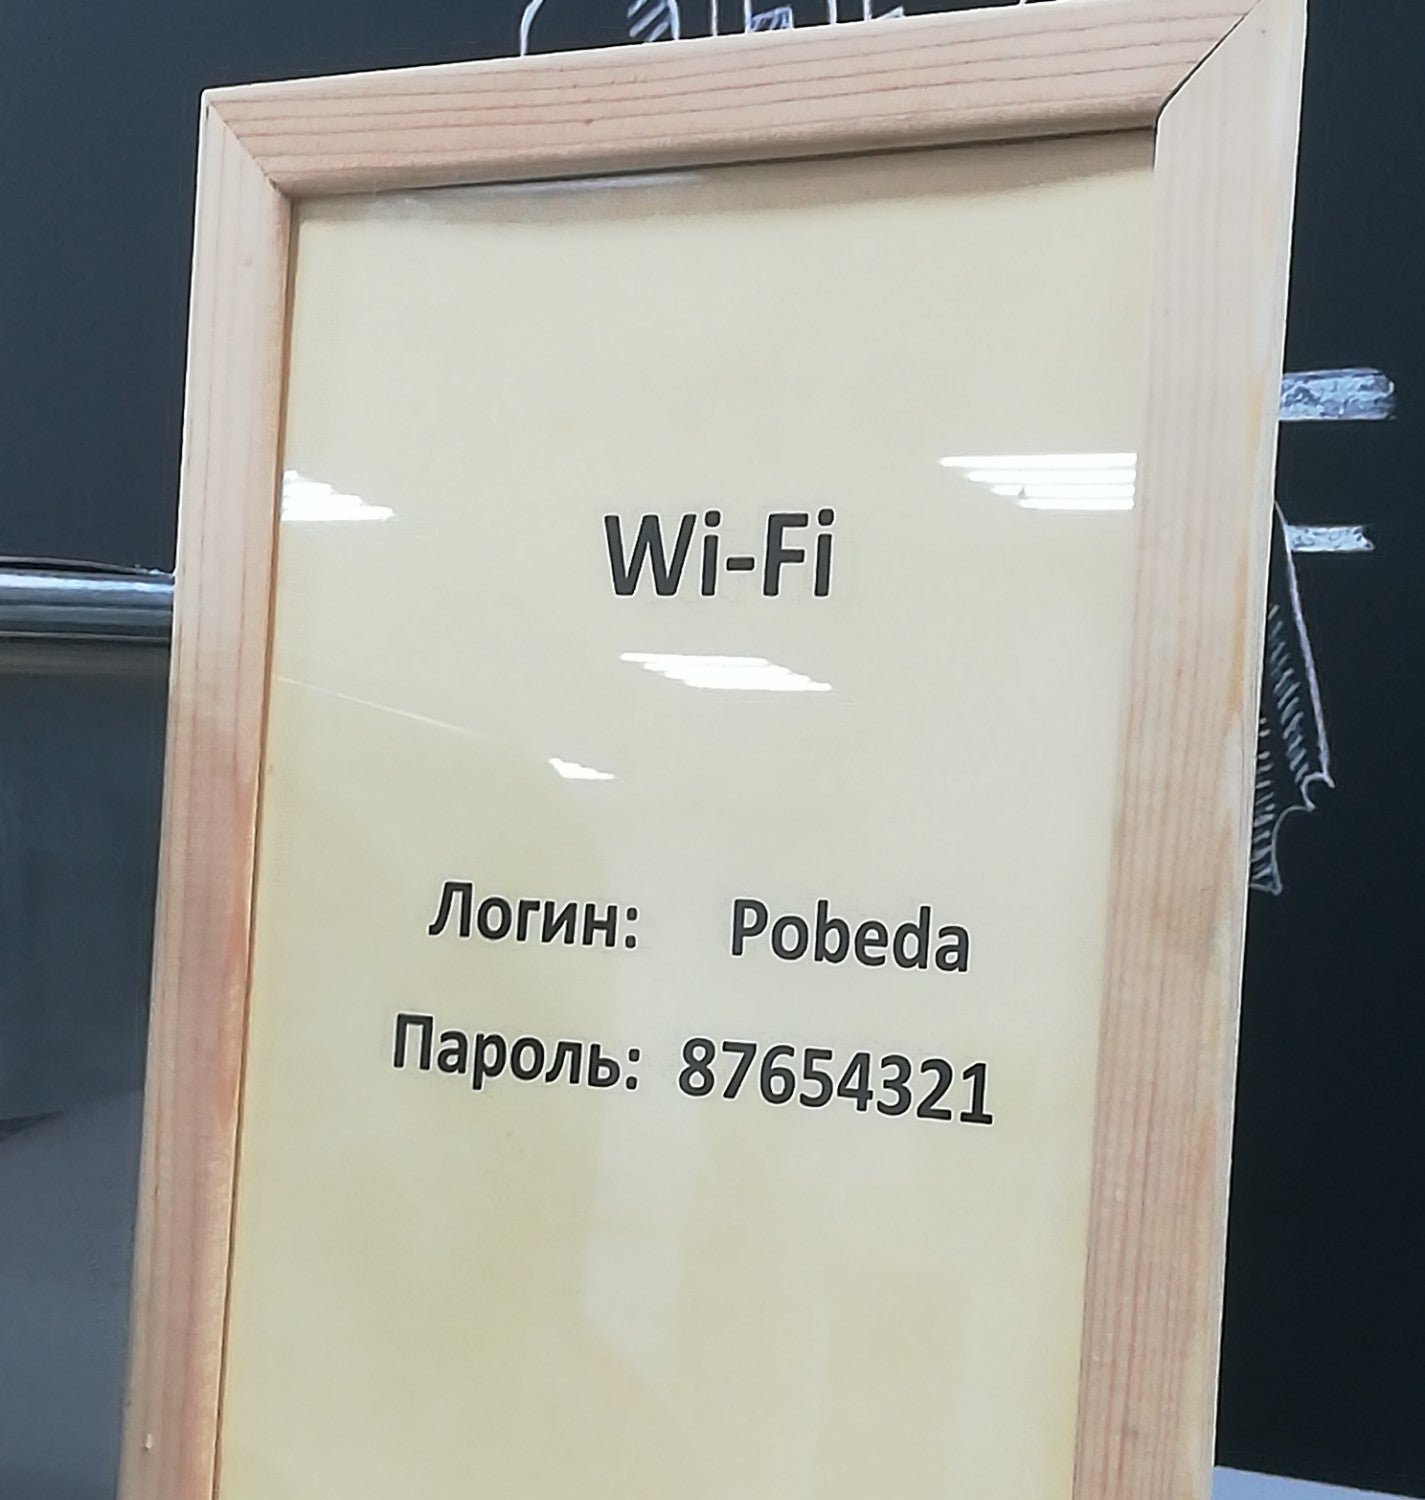 Wi-Fi
Логин: Pobeda
Пароль: 87654321